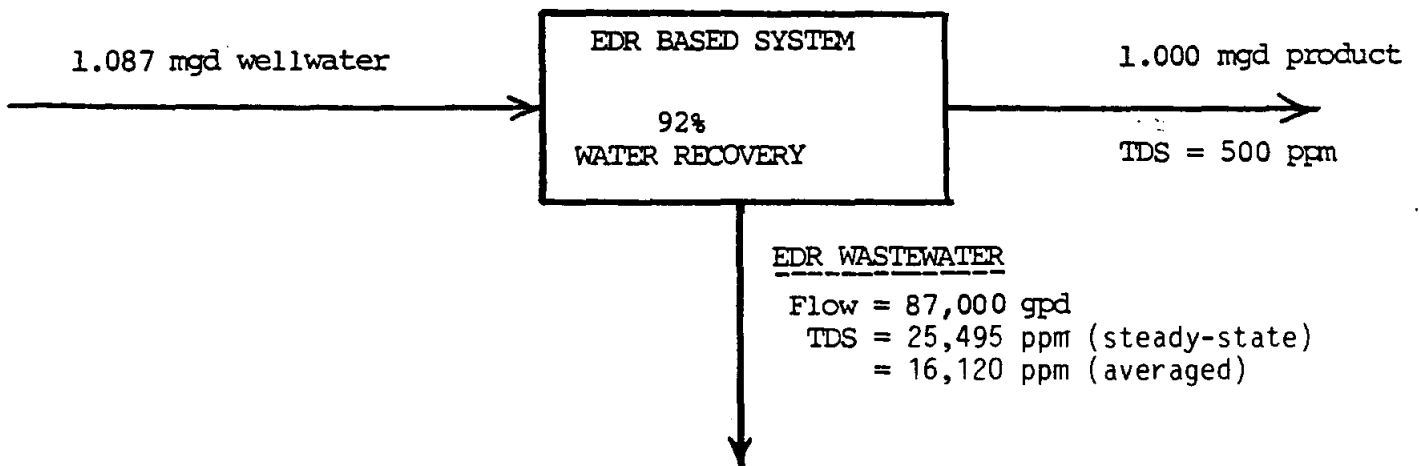 EDR BASED SYSTEM
1.087 mgd wellwater
1.000 mgd product
92%
WATER RECOVERY
TDS = 500 ppm
EDR WASTEWATER
Flow = 87,000 gpd
TDS = 25,495 ppm (steady-state)
= 16,120 ppm (averaged)